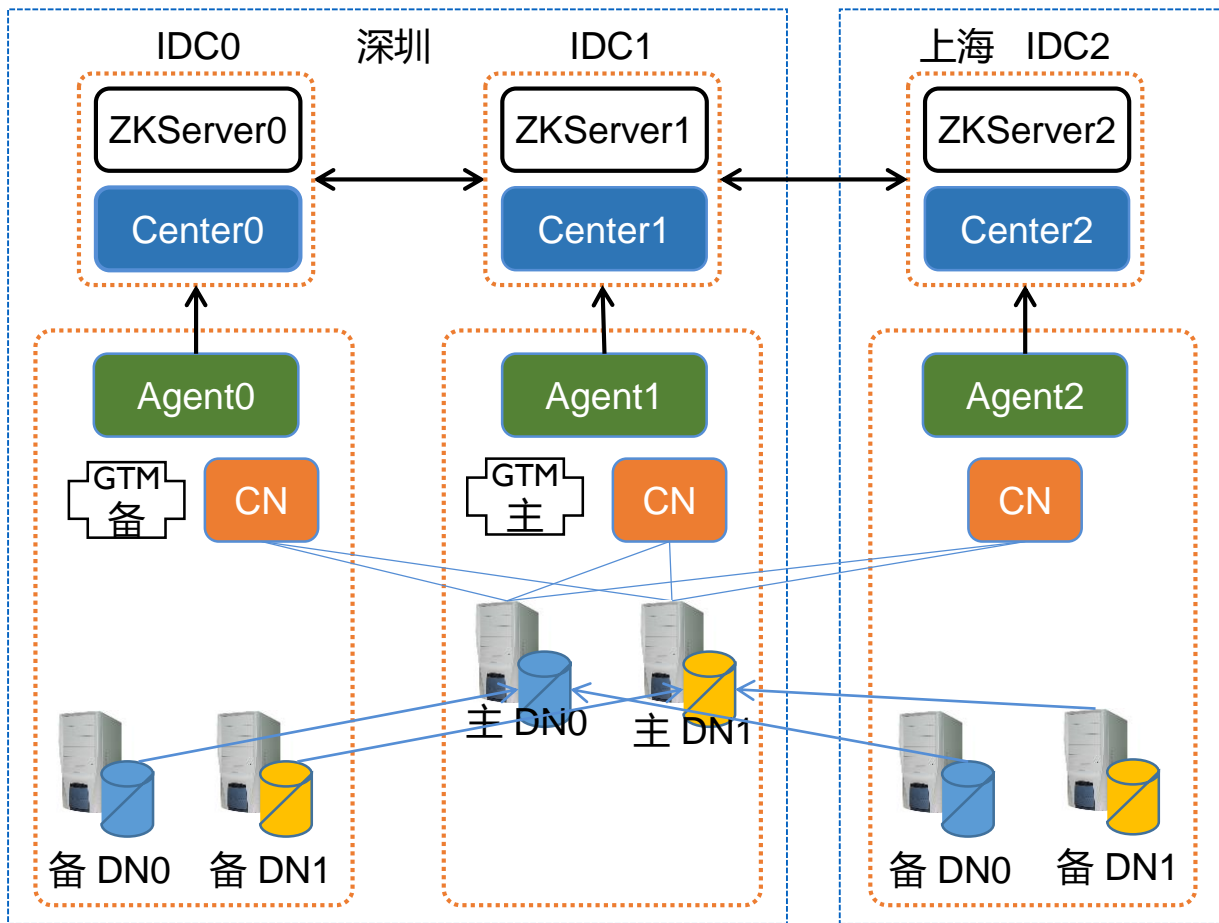 IDC0 深圳 IDC1 上海 IDC2
ZKServer0 ZKServer1 ZKServer2
Center0 Center1 Center2
Agent0 Agent1 Agent2
GTM
备
CN
GTM
主
CN
CN
主 DN0 主 DN1
备 DN0 备 DN1 备 DN0 备 DN1